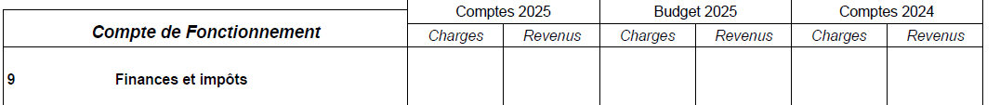 Comptes 2025 Budget 2025 Comptes 2024
Compte de Fonctionnement Charges Revenus Charges Revenus Charges Revenus
9 Finances et impôts